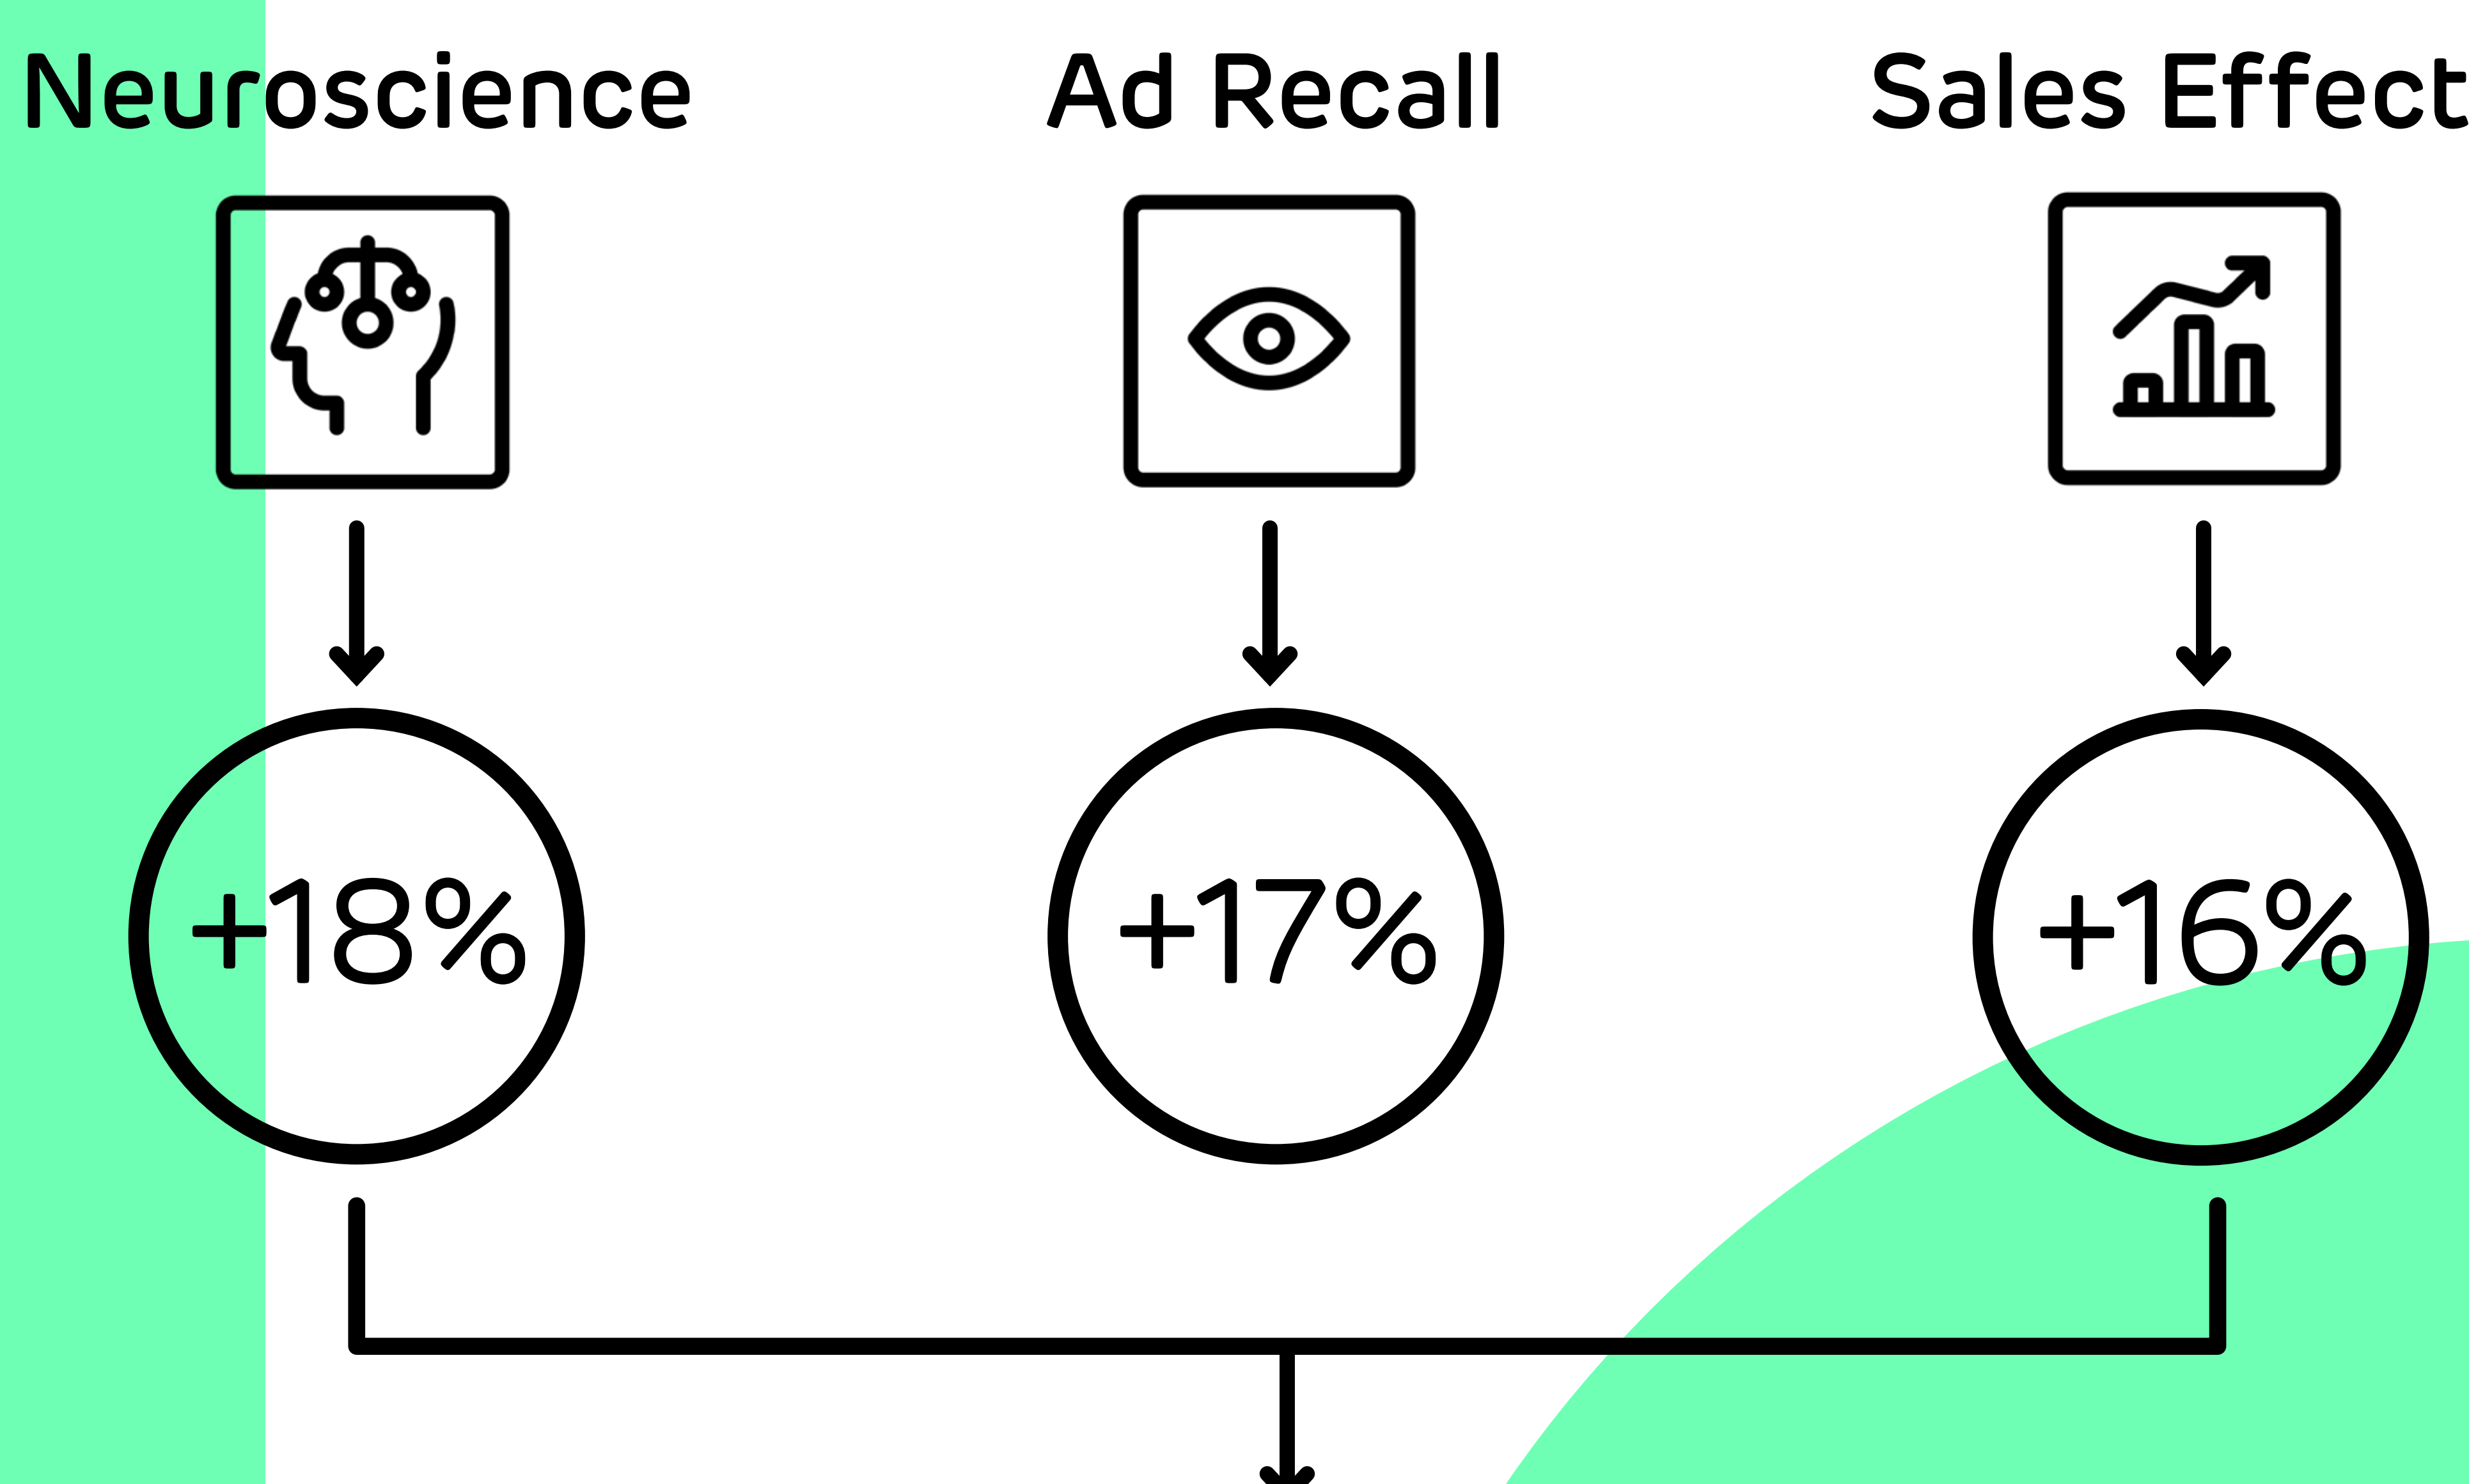 Neuroscience
Ad Recall
Sales Effect
+18%
+17%
+16%